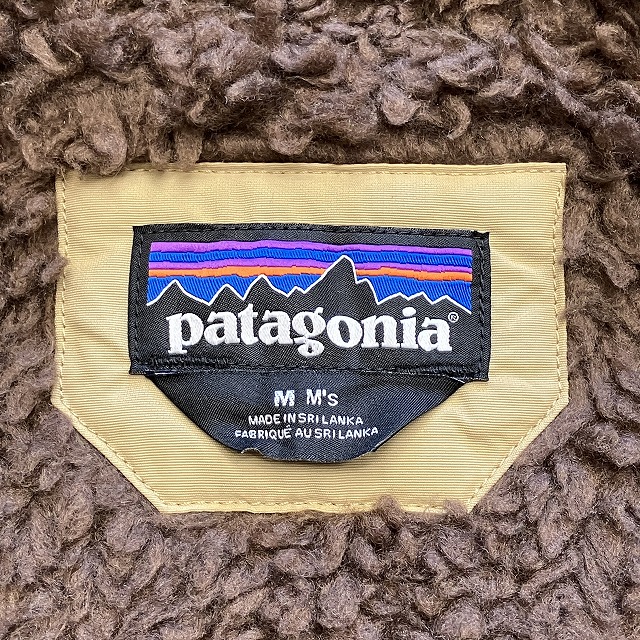 patagonia®
M M's
MADE IN SRI LANKA
FABRIQUÉ AU SRI LANKA